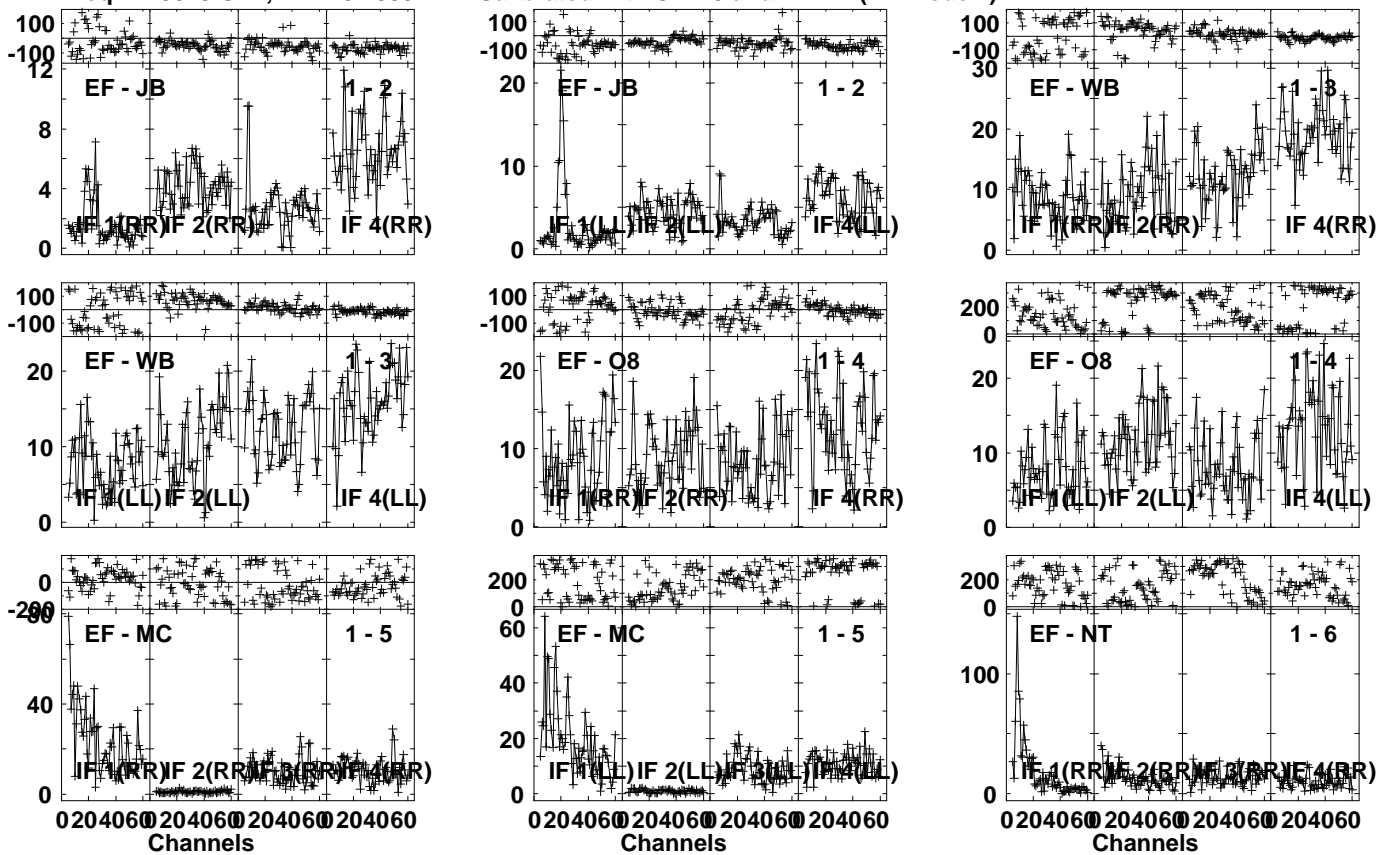 100
-100
12
EF - JB
1 - 2
8
4
0
IF 1(RR)
IF 2(RR)
IF 4(RR)
100
-100
20
EF - JB
1 - 2
10
0
IF 1(LL)
IF 2(LL)
IF 4(LL)
100
-100
30
EF - WB
1 - 3
20
10
0
IF 1(RR)
IF 2(RR)
IF 4(RR)
100
-100
EF - WB
1 - 3
20
10
0
IF 1(LL)
IF 2(LL)
IF 4(LL)
100
-100
EF - O8
1 - 4
20
10
0
IF 1(RR)
IF 2(RR)
IF 4(RR)
200
0
EF - O8
1 - 4
20
10
0
IF 1(LL)
IF 2(LL)
IF 4(LL)
0
-200
80
EF - MC
1 - 5
40
0
IF 1(RR)
IF 2(RR)
IF 3(RR)
IF 4(RR)
0 20 40 60 0 20 40 60 0 20 40 60 0 20 40 60
Channels
200
0
60
EF - MC
1 - 5
40
20
0
IF 1(LL)
IF 2(LL)
IF 3(LL)
IF 4(LL)
0 20 40 60 0 20 40 60 0 20 40 60 0 20 40 60
Channels
200
0
EF - NT
1 - 6
100
0
IF 1(RR)
IF 2(RR)
IF 3(RR)
IF 4(RR)
0 20 40 60 0 20 40 60 0 20 40 60 0 20 40 60
Channels